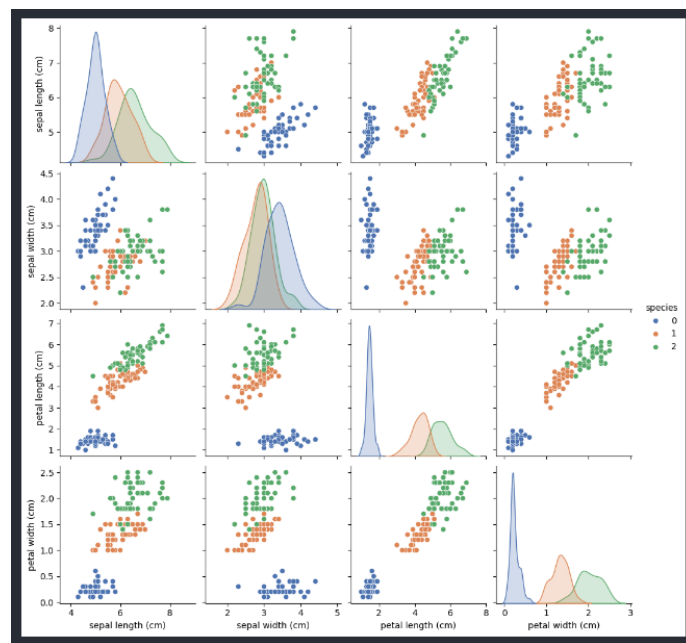 8
7
6
5
sepal length (cm)
4.5
4.0
3.5
3.0
2.5
2.0
sepal width (cm)
species
0
1
2
7
6
5
4
3
2
1
petal length (cm)
2.5
2.0
1.5
1.0
0.5
0.0
petal width (cm)
4 6 8
2 3 4 5
2 4 6 8
0 1 2 3
sepal length (cm)
sepal width (cm)
petal length (cm)
petal width (cm)